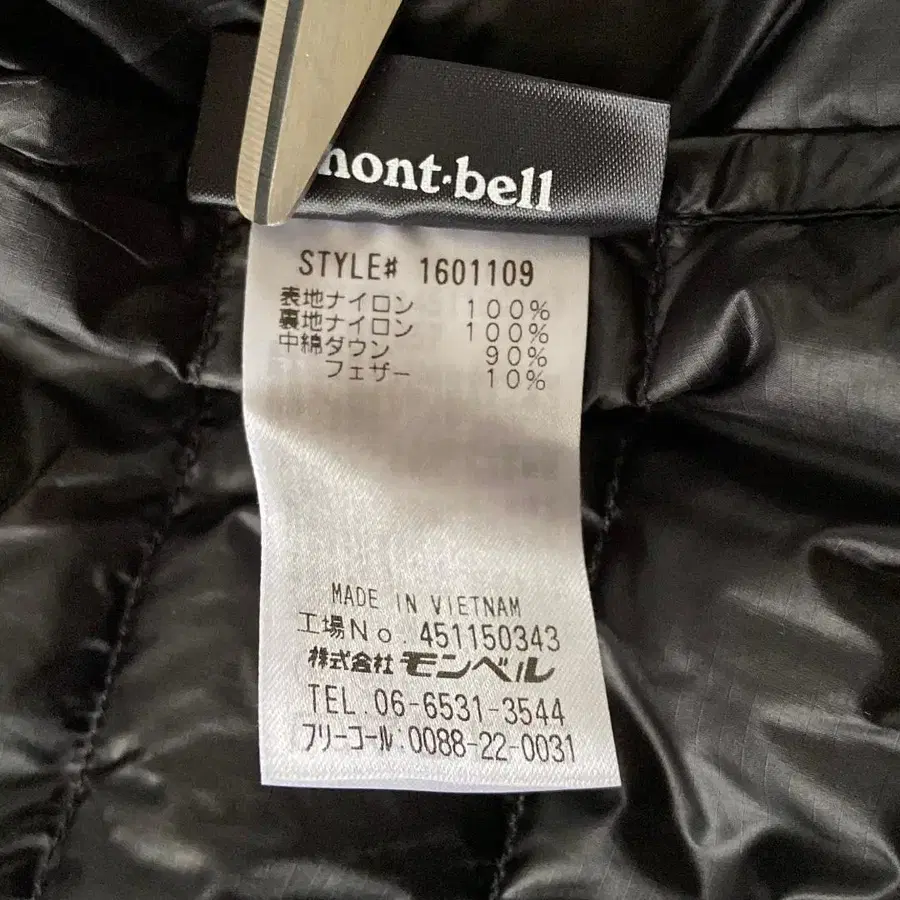 mont-bell
STYLE# 1601109
表地ナイロン 100%
裏地ナイロン 100%
中綿ダウン 90%
フェザー 10%
MADE IN VIETNAM
工場No. 451150343
株式会社 モンベル
TEL.06-6531-3544
フリーコール:0088-22-0031